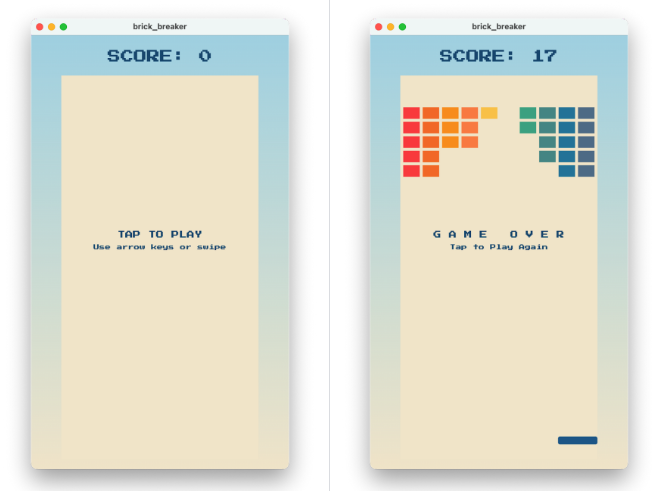 brick_breaker
SCORE: 0
TAP TO PLAY
Use arrow keys or swipe
brick_breaker
SCORE: 17
G A M E   O V E R
Tap to Play Again